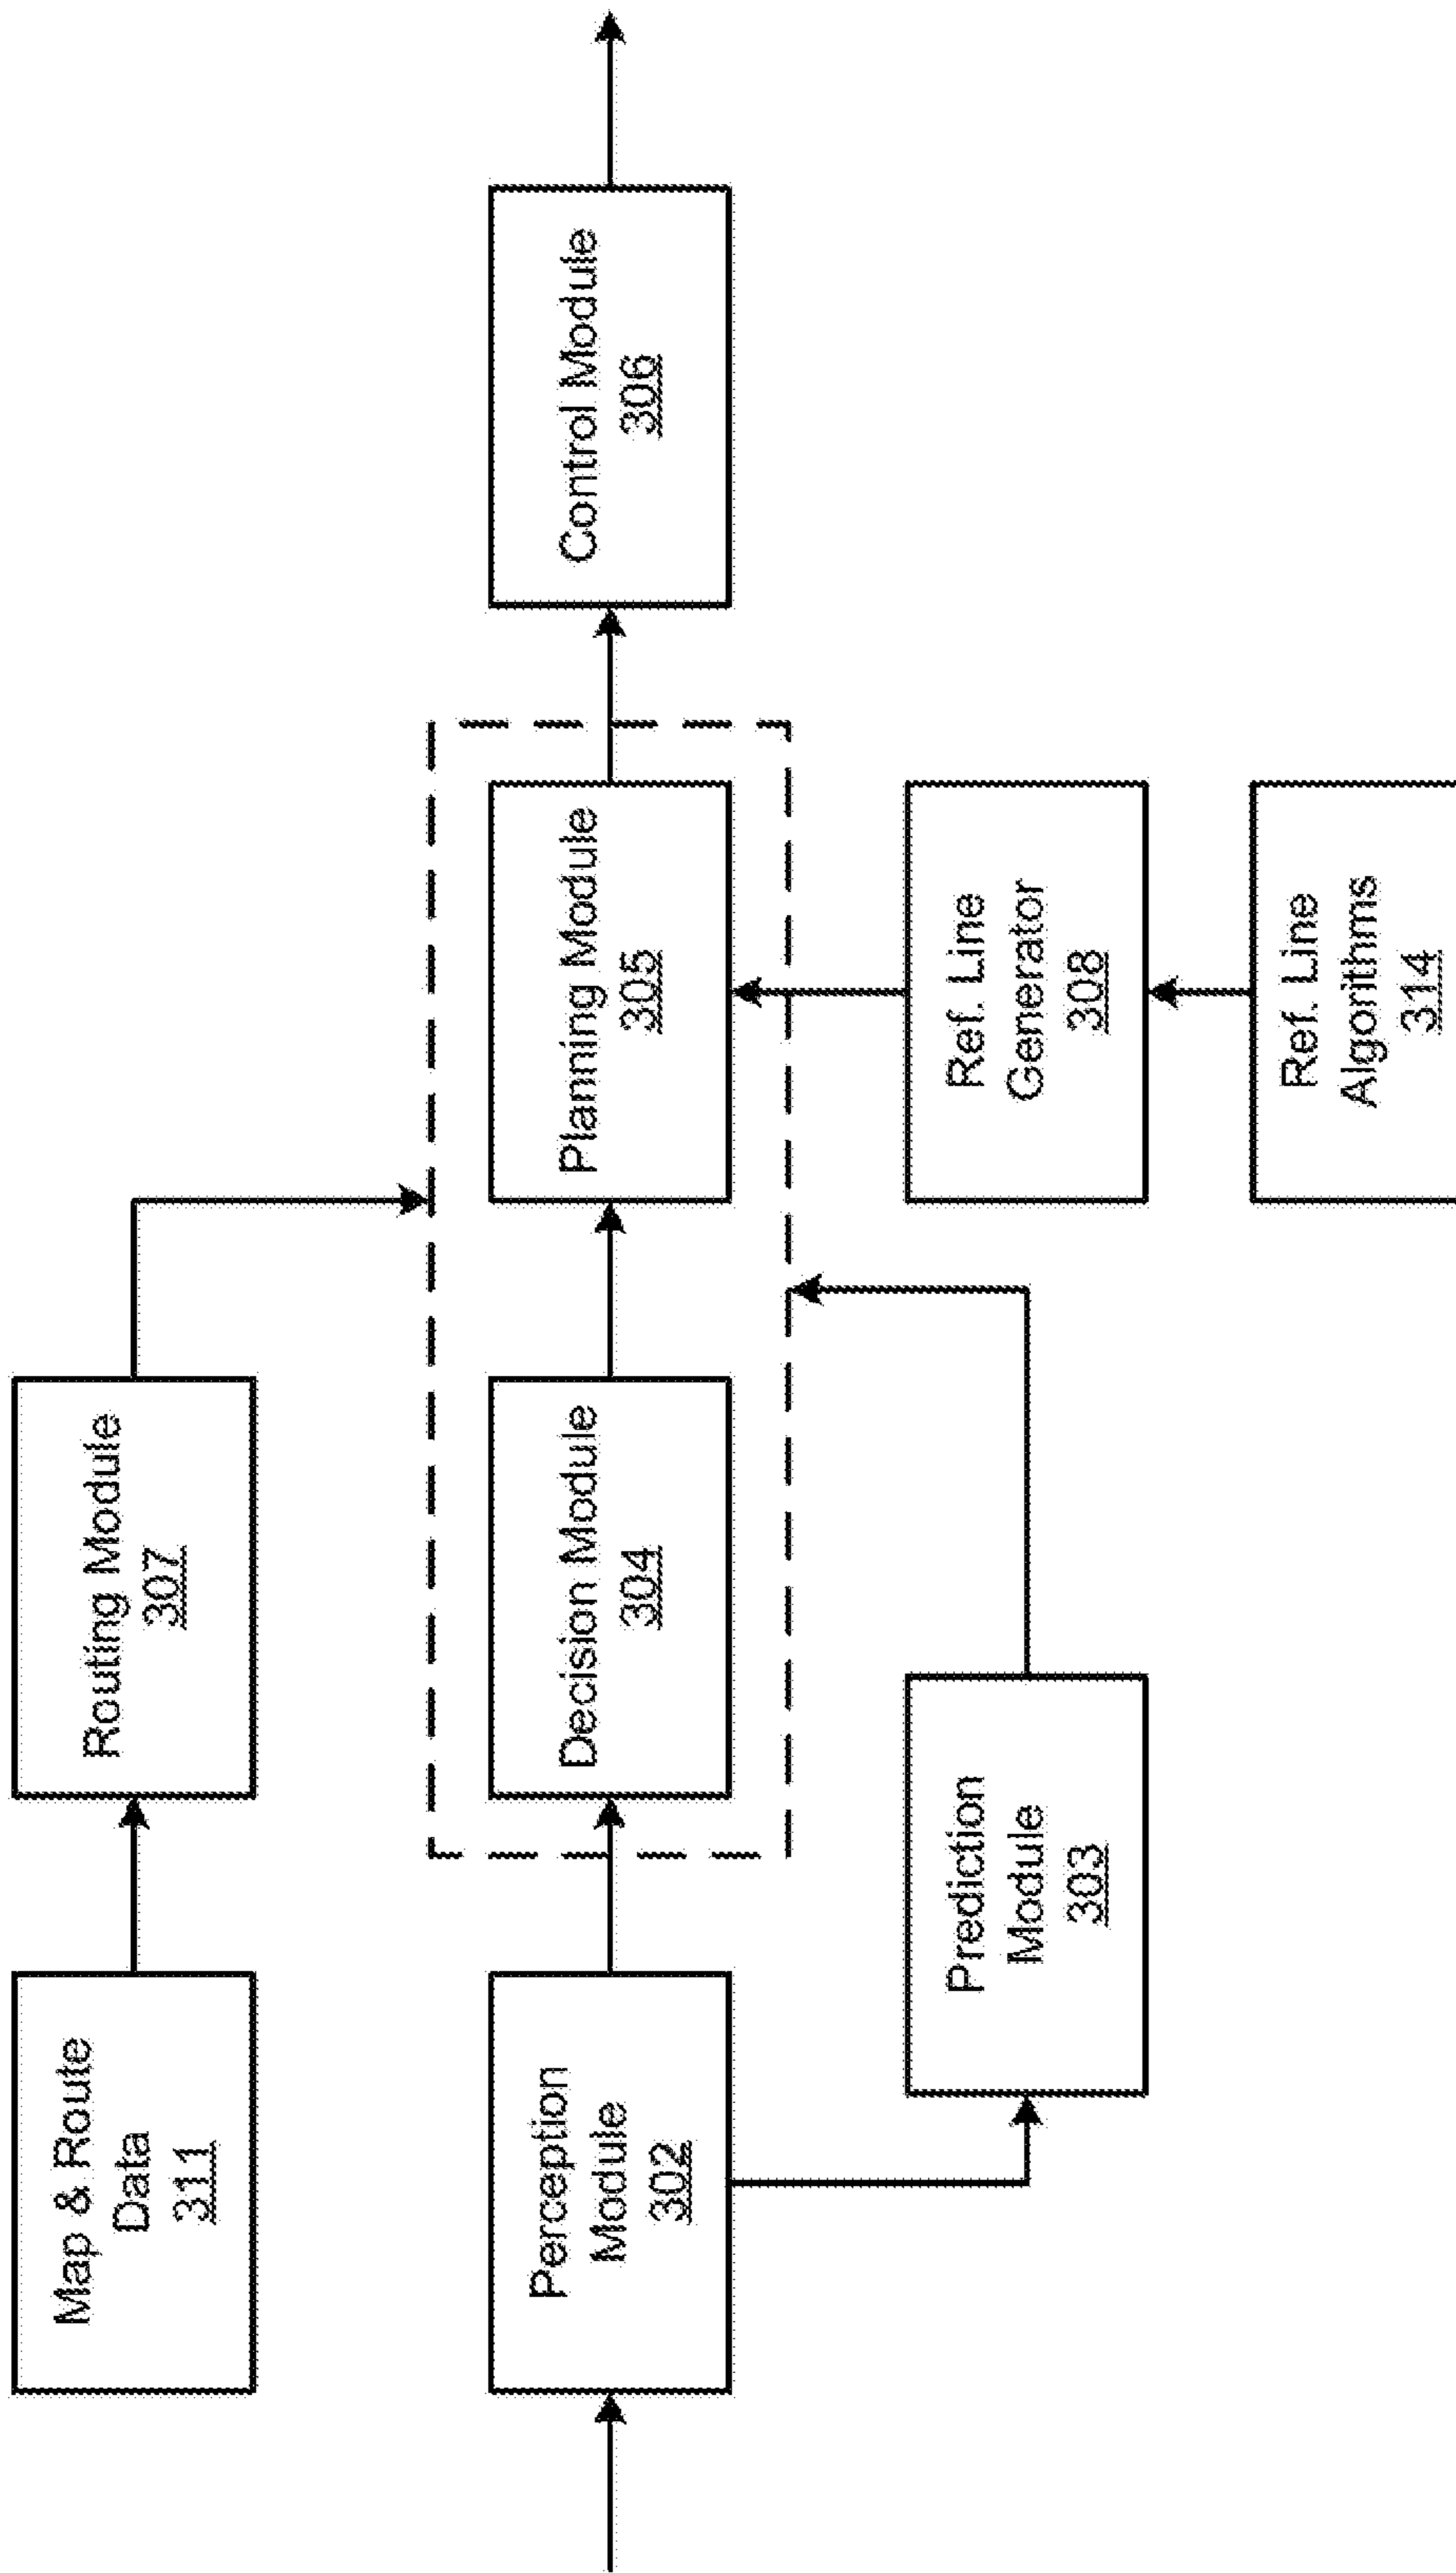 Map & Route
Data
311
Routing Module
307
Perception
Module
302
Decision Module
304
Planning Module
305
Control Module
306
Prediction
Module
303
Ref. Line
Generator
308
Ref. Line
Algorithms
314